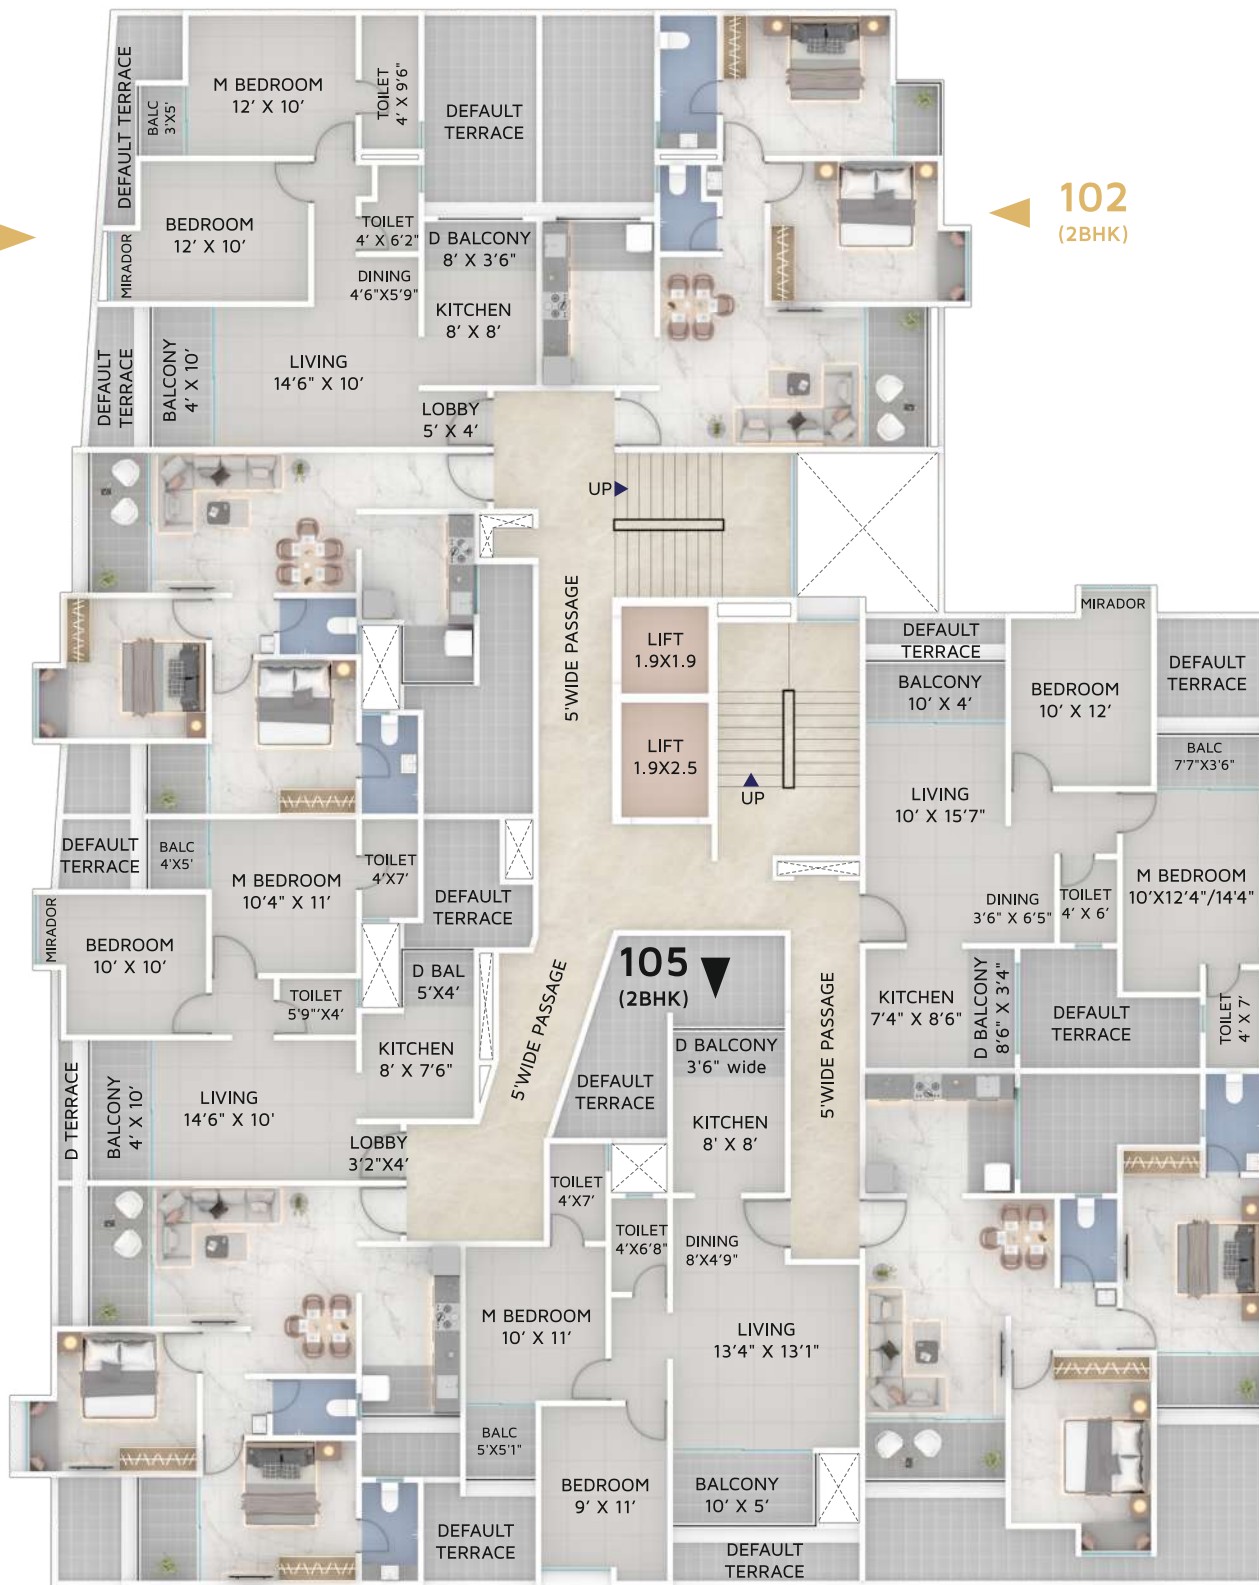 DEFAULT TERRACE
BALC
3'X5'
M BEDROOM
12' X 10'
TOILET
4' X 9'6"
DEFAULT
TERRACE
BEDROOM
12' X 10'
MIRADOR
TOILET
4' X 6'2"
D BALCONY
8' X 3'6"
DINING
4'6"X5'9"
KITCHEN
8' X 8'
102
(2BHK)
DEFAULT
TERRACE
BALCONY
4' X 10'
LIVING
14'6" X 10'
LOBBY
5' X 4'
UP
5'WIDE PASSAGE
LIFT
1.9X1.9
LIFT
1.9X2.5
UP
MIRADOR
DEFAULT
TERRACE
BALCONY
10' X 4'
BEDROOM
10' X 12'
DEFAULT
TERRACE
BALC
7'7"X3'6"
LIVING
10' X 15'7"
M BEDROOM
10'X12'4"/14'4"
DINING
3'6" X 6'5"
TOILET
4' X 6'
KITCHEN
7'4" X 8'6"
D BALCONY
8'6" X 3'4"
DEFAULT
TERRACE
TOILET
4' X 7'
DEFAULT
TERRACE
BALC
4'X5'
M BEDROOM
10'4" X 11'
TOILET
4'X7'
DEFAULT
TERRACE
MIRADOR
BEDROOM
10' X 10'
TOILET
5'9"'X4'
D BAL
5'X4'
KITCHEN
8' X 7'6"
D TERRACE
BALCONY
4' X 10'
LIVING
14'6" X 10'
LOBBY
3'2"X4'
5'WIDE PASSAGE
105
(2BHK)
5'WIDE PASSAGE
D BALCONY
3'6" wide
DEFAULT
TERRACE
KITCHEN
8' X 8'
TOILET
4'X7'
TOILET
4'X6'8"
DINING
8'X4'9"
M BEDROOM
10' X 11'
LIVING
13'4" X 13'1"
BALC
5'X5'1"
BEDROOM
9' X 11'
BALCONY
10' X 5'
DEFAULT
TERRACE
DEFAULT
TERRACE